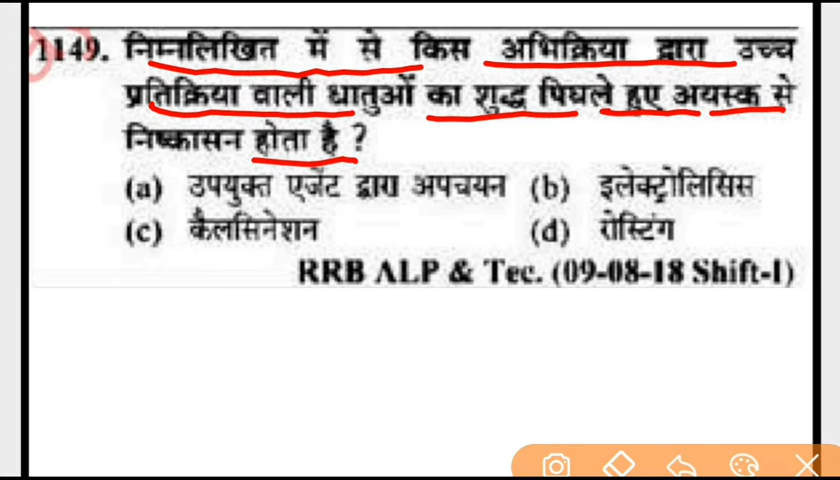 1149. निम्नलिखित में से किस अभिक्रिया द्वारा उच्च
प्रतिक्रिया वाली धातुओं का शुद्ध पिघले हुए अयस्क से
निष्कासन होता है ?
(a) उपयुक्त एजेंट द्वारा अपचयन (b) इलेक्ट्रोलिसिस
(c) कैलसिनेशन (d) रोस्टिंग
RRB ALP & Tec. (09-08-18 Shift-I)